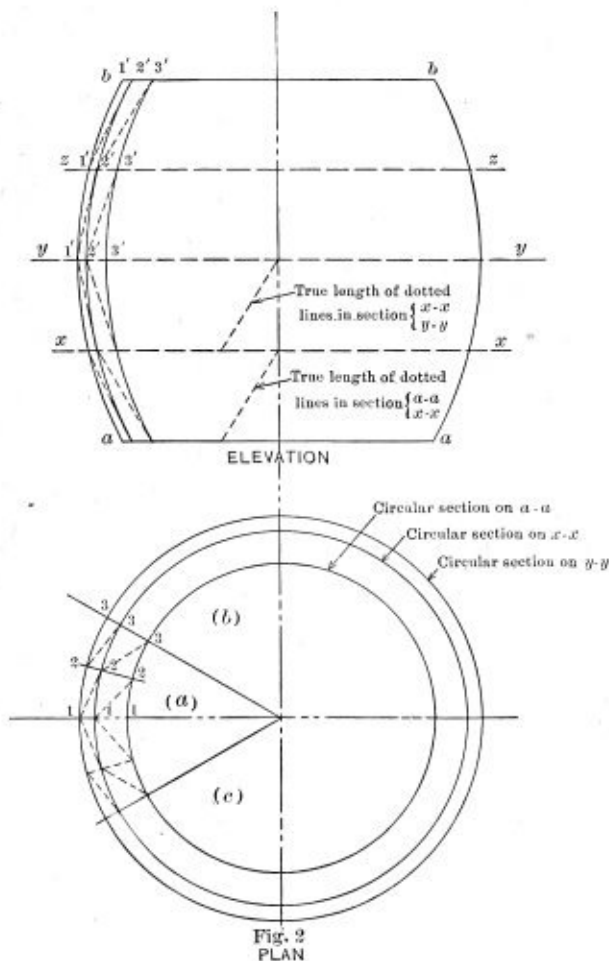 b 1' 2' 3' b
z 1' 2' 3' z
y 1' 2' 3' y
True length of dotted
lines in section { x-x
y-y
x x
True length of dotted
lines in section { a-a
x-x
a a
ELEVATION
Circular section on a-a
Circular section on x-x
Circular section on y-y
3 3 3
(b)
2 2 2
(a)
1 1 1
(c)
Fig. 2
PLAN